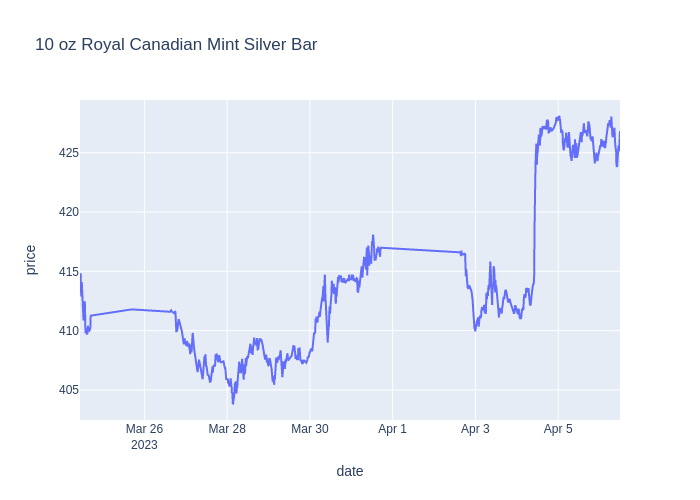 10 oz Royal Canadian Mint Silver Bar
price
425
420
415
410
405
Mar 26
2023
Mar 28
Mar 30
Apr 1
Apr 3
Apr 5
date